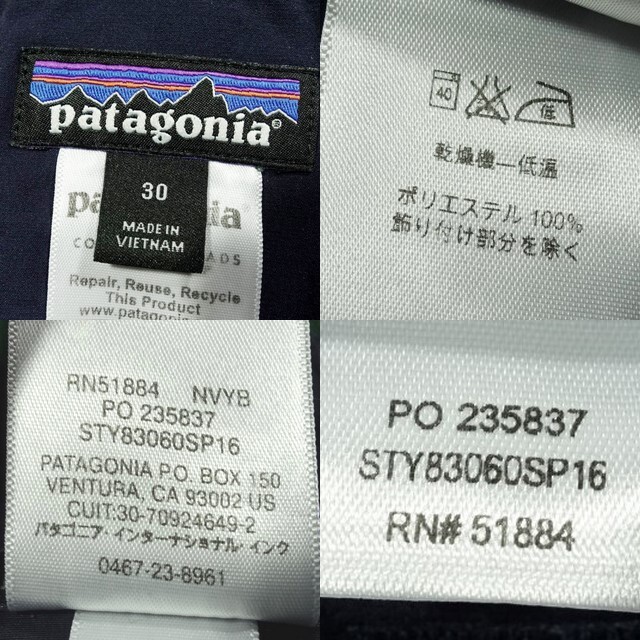 patagonia®
30
MADE IN
VIETNAM
Repair, Reuse, Recycle
This Product
40
低
乾燥機—低温
ポリエステル 100%
飾り付け部分を除く
RN51884 NVYB
PO 235837
STY83060SP16
PATAGONIA P.O. BOX 150
VENTURA, CA 93002 US
CUIT:30-70924649-2
パタゴニア・インターナショナル・インク
0467-23-8961
PO 235837
STY83060SP16
RN# 51884